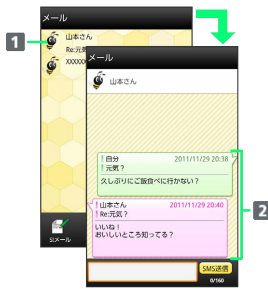 メール
1
山本さん
Re:元気
XXXXXX
メール
山本さん
！自分 2011/11/29 20:38
！元気？
久しぶりにご飯食べに行かない？
2
！山本さん 2011/11/29 20:40
！Re:元気？
いいね！
おいしいところ知ってる？
S!メール
SMS送信
0/160